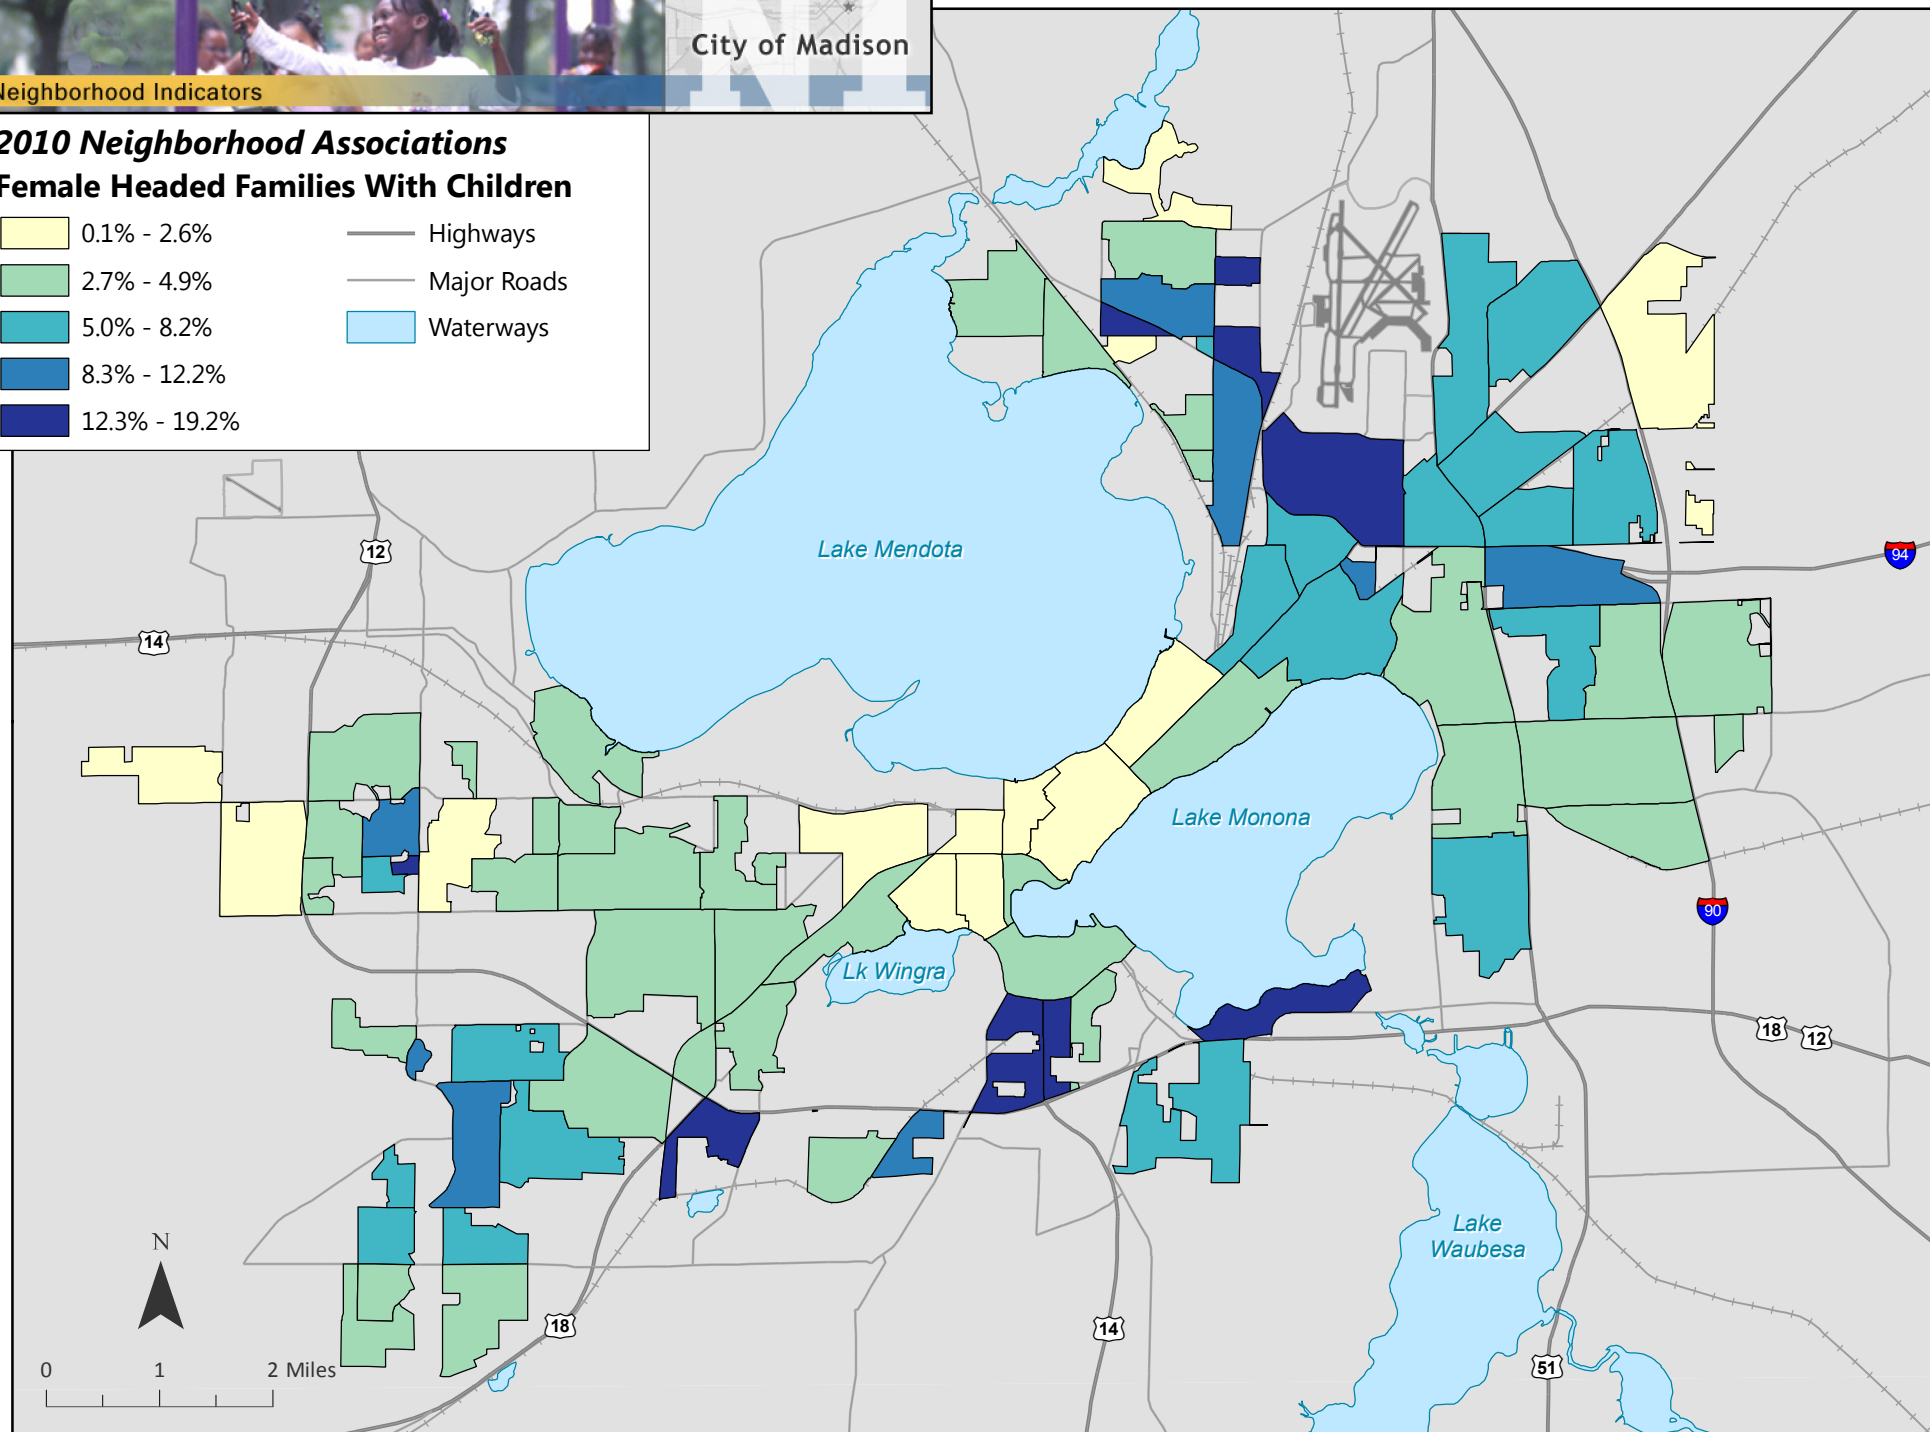 City of Madison
Neighborhood Indicators
2010 Neighborhood Associations
Female Headed Families With Children
0.1% - 2.6%
2.7% - 4.9%
5.0% - 8.2%
8.3% - 12.2%
12.3% - 19.2%
Highways
Major Roads
Waterways
12
14
94
Lake Mendota
Lake Monona
90
Lk Wingra
18
12
Lake
Waubesa
N
18
14
51
0 1 2 Miles